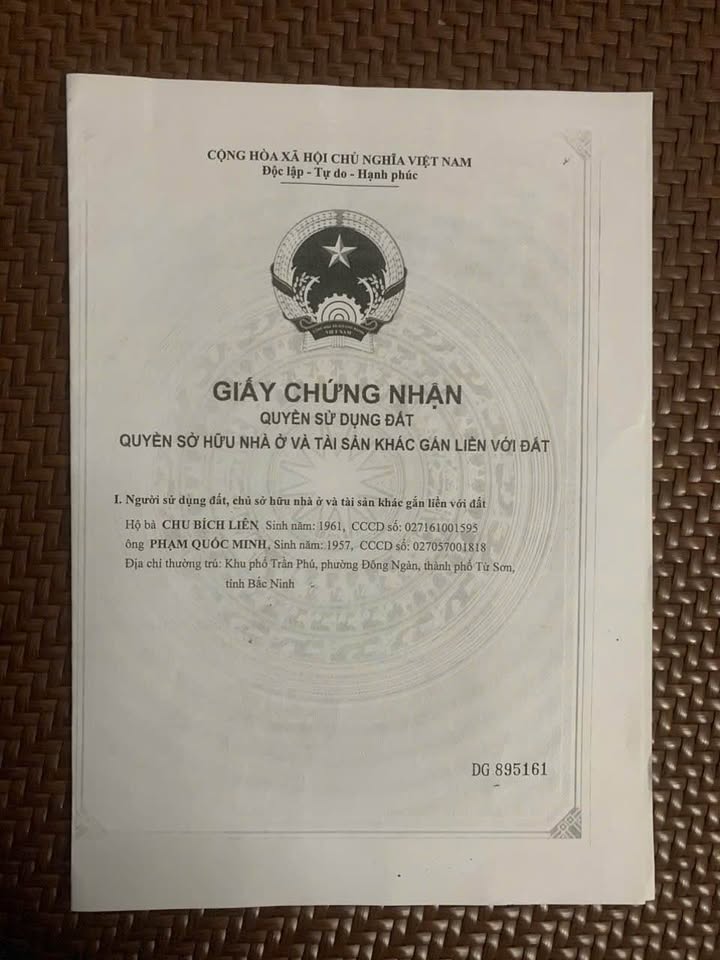 CỘNG HÒA XÃ HỘI CHỦ NGHĨA VIỆT NAM
Độc lập - Tự do - Hạnh phúc
VIỆT NAM
GIẤY CHỨNG NHẬN
QUYỀN SỬ DỤNG ĐẤT
QUYỀN SỞ HỮU NHÀ Ở VÀ TÀI SẢN KHÁC GẮN LIỀN VỚI ĐẤT
I. Người sử dụng đất, chủ sở hữu nhà ở và tài sản khác gắn liền với đất
Hộ bà CHU BÍCH LIÊN, Sinh năm: 1961, CCCD số: 027161001595
ông PHẠM QUỐC MINH, Sinh năm: 1957, CCCD số: 027057001818
Địa chỉ thường trú: Khu phố Trần Phú, phường Đông Ngàn, thành phố Từ Sơn,
tỉnh Bắc Ninh
DG 895161